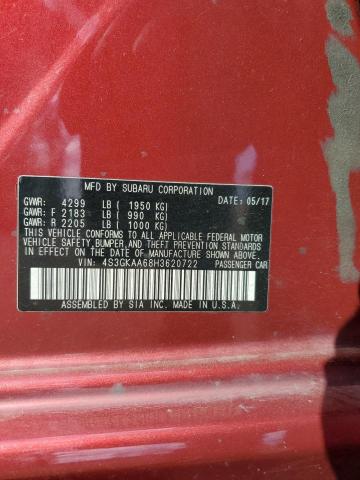 MFD BY SUBARU CORPORATION
GVWR: 4299 LB ( 1950 KG) DATE: 05/17
GAWR: F 2183 LB ( 990 KG)
GAWR: R 2205 LB ( 1000 KG)
THIS VEHICLE CONFORMS TO ALL APPLICABLE FEDERAL MOTOR
VEHICLE SAFETY, BUMPER, AND THEFT PREVENTION STANDARDS
IN EFFECT ON THE DATE OF MANUFACTURE SHOWN ABOVE.
VIN: 4S3GKAA68H3620722 PASSENGER CAR
ASSEMBLED BY SIA INC. MADE IN U.S.A.